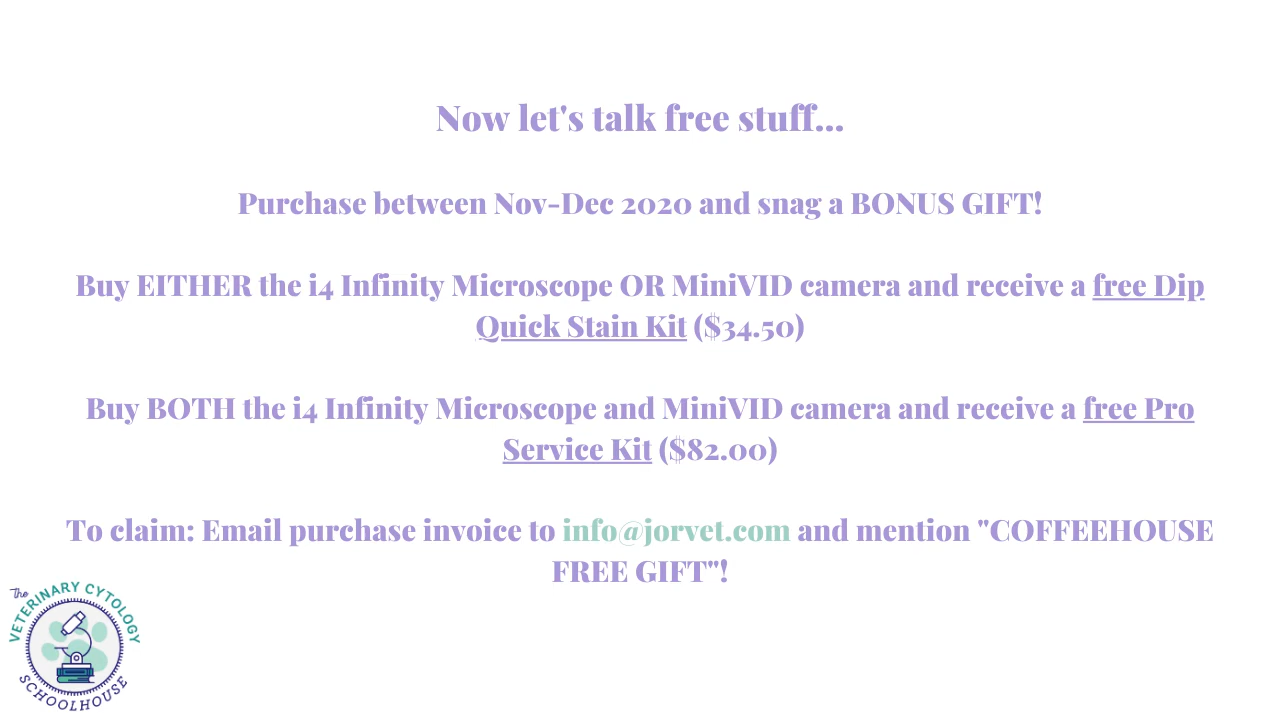 Now let's talk free stuff...
Purchase between Nov-Dec 2020 and snag a BONUS GIFT!
Buy EITHER the i4 Infinity Microscope OR MiniVID camera and receive a free Dip
Quick Stain Kit ($34.50)
Buy BOTH the i4 Infinity Microscope and MiniVID camera and receive a free Pro
Service Kit ($82.00)
To claim: Email purchase invoice to info@jorvet.com and mention "COFFEEHOUSE
FREE GIFT"!
The
VETERINARY CYTOLOGY
SCHOOLHOUSE